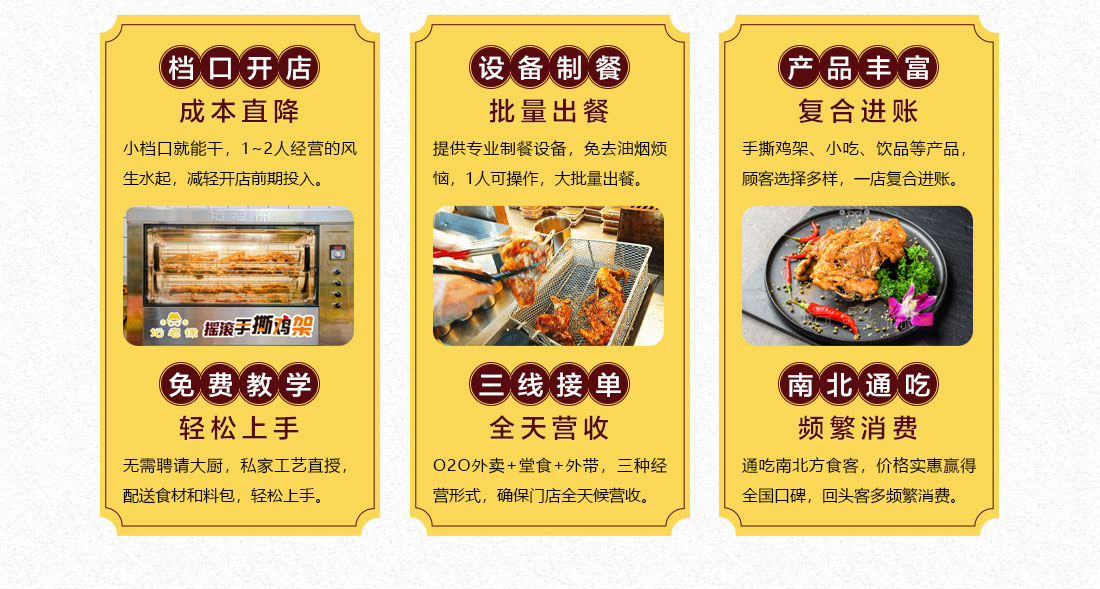 档口开店
成本直降
小档口就能干，1~2人经营的风
生水起，减轻开店前期投入。
摇滚手撕鸡架
免费教学
轻松上手
无需聘请大厨，私家工艺直授，
配送食材和料包，轻松上手。
设备制餐
批量出餐
提供专业制餐设备，免去油烟烦
恼，1人可操作，大批量出餐。
三线接单
全天营收
O2O外卖+堂食+外带，三种经
营形式，确保门店全天候营收。
产品丰富
复合进账
手撕鸡架、小吃、饮品等产品，
顾客选择多样，一店复合进账。
南北通吃
频繁消费
通吃南北方食客，价格实惠赢得
全国口碑，回头客多频繁消费。